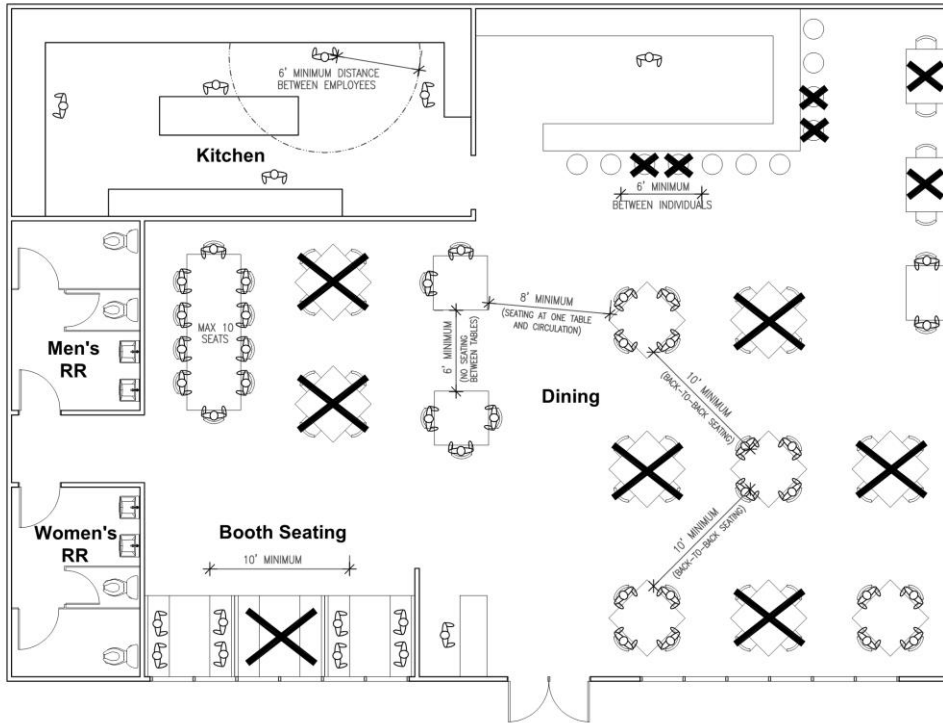 6' MINIMUM DISTANCE
BETWEEN EMPLOYEES
Kitchen
6' MINIMUM
BETWEEN INDIVIDUALS
MAX 10
SEATS
8' MINIMUM
(SEATING AT ONE TABLE
AND CIRCULATION)
6' MINIMUM
(NO SEATING
BETWEEN TABLES)
Men's
RR
Dining
10' MINIMUM
(BACK-TO-BACK SEATING)
Women's
RR
Booth Seating
10' MINIMUM
10' MINIMUM
(BACK-TO-BACK SEATING)